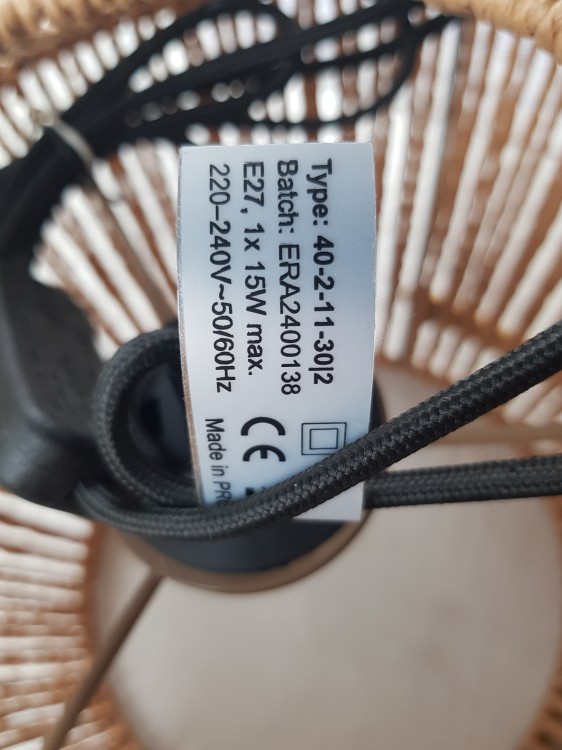 Type: 40-2-11-30|2
Batch: ERA2400138
E27, 1x 15W max.
220–240V~50/60Hz
CE
Made in